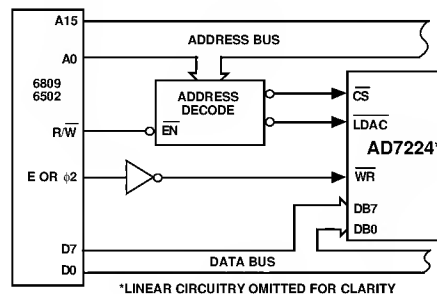 A15
ADDRESS BUS
A0
6809
6502
ADDRESS
DECODE
CS
R/W
EN
LDAC
AD7224*
E OR ϕ2
WR
DB7
DB0
D7
DATA BUS
D0
*LINEAR CIRCUITRY OMITTED FOR CLARITY